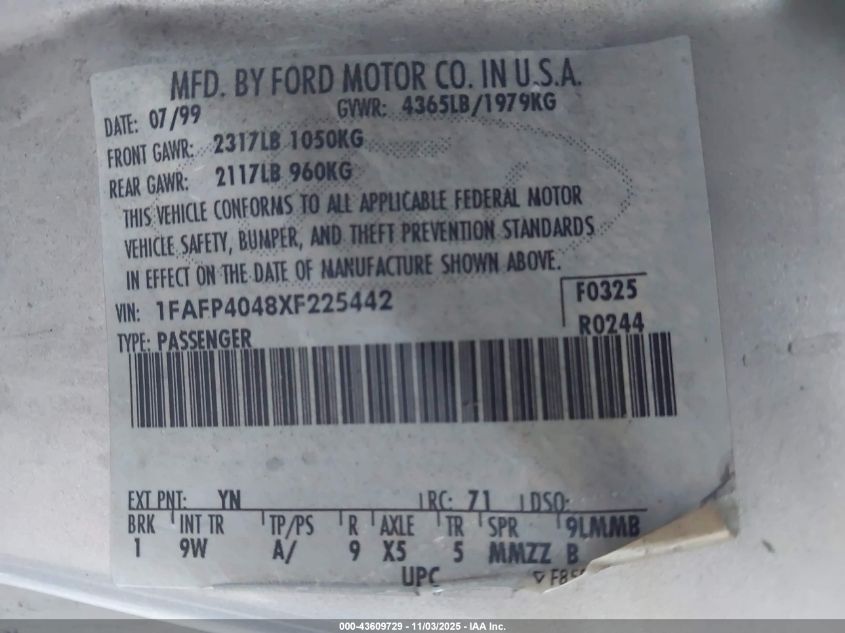 MFD. BY FORD MOTOR CO. IN U.S.A.
DATE: 07/99 GVWR: 4365LB/1979KG
FRONT GAWR: 2317LB 1050KG
REAR GAWR: 2117LB 960KG
THIS VEHICLE CONFORMS TO ALL APPLICABLE FEDERAL MOTOR
VEHICLE SAFETY, BUMPER, AND THEFT PREVENTION STANDARDS
IN EFFECT ON THE DATE OF MANUFACTURE SHOWN ABOVE.
VIN: 1FAFP4048XF225442
F0325
TYPE: PASSENGER R0244
EXT PNT: YN RC: 71 DSO:
BRK INT TR TP/PS R AXLE TR SPR 9LMMB
1 9W A/ 9 X5 5 MMZZ B
UPC
000-43609729 - 11/03/2025 - IAA Inc.